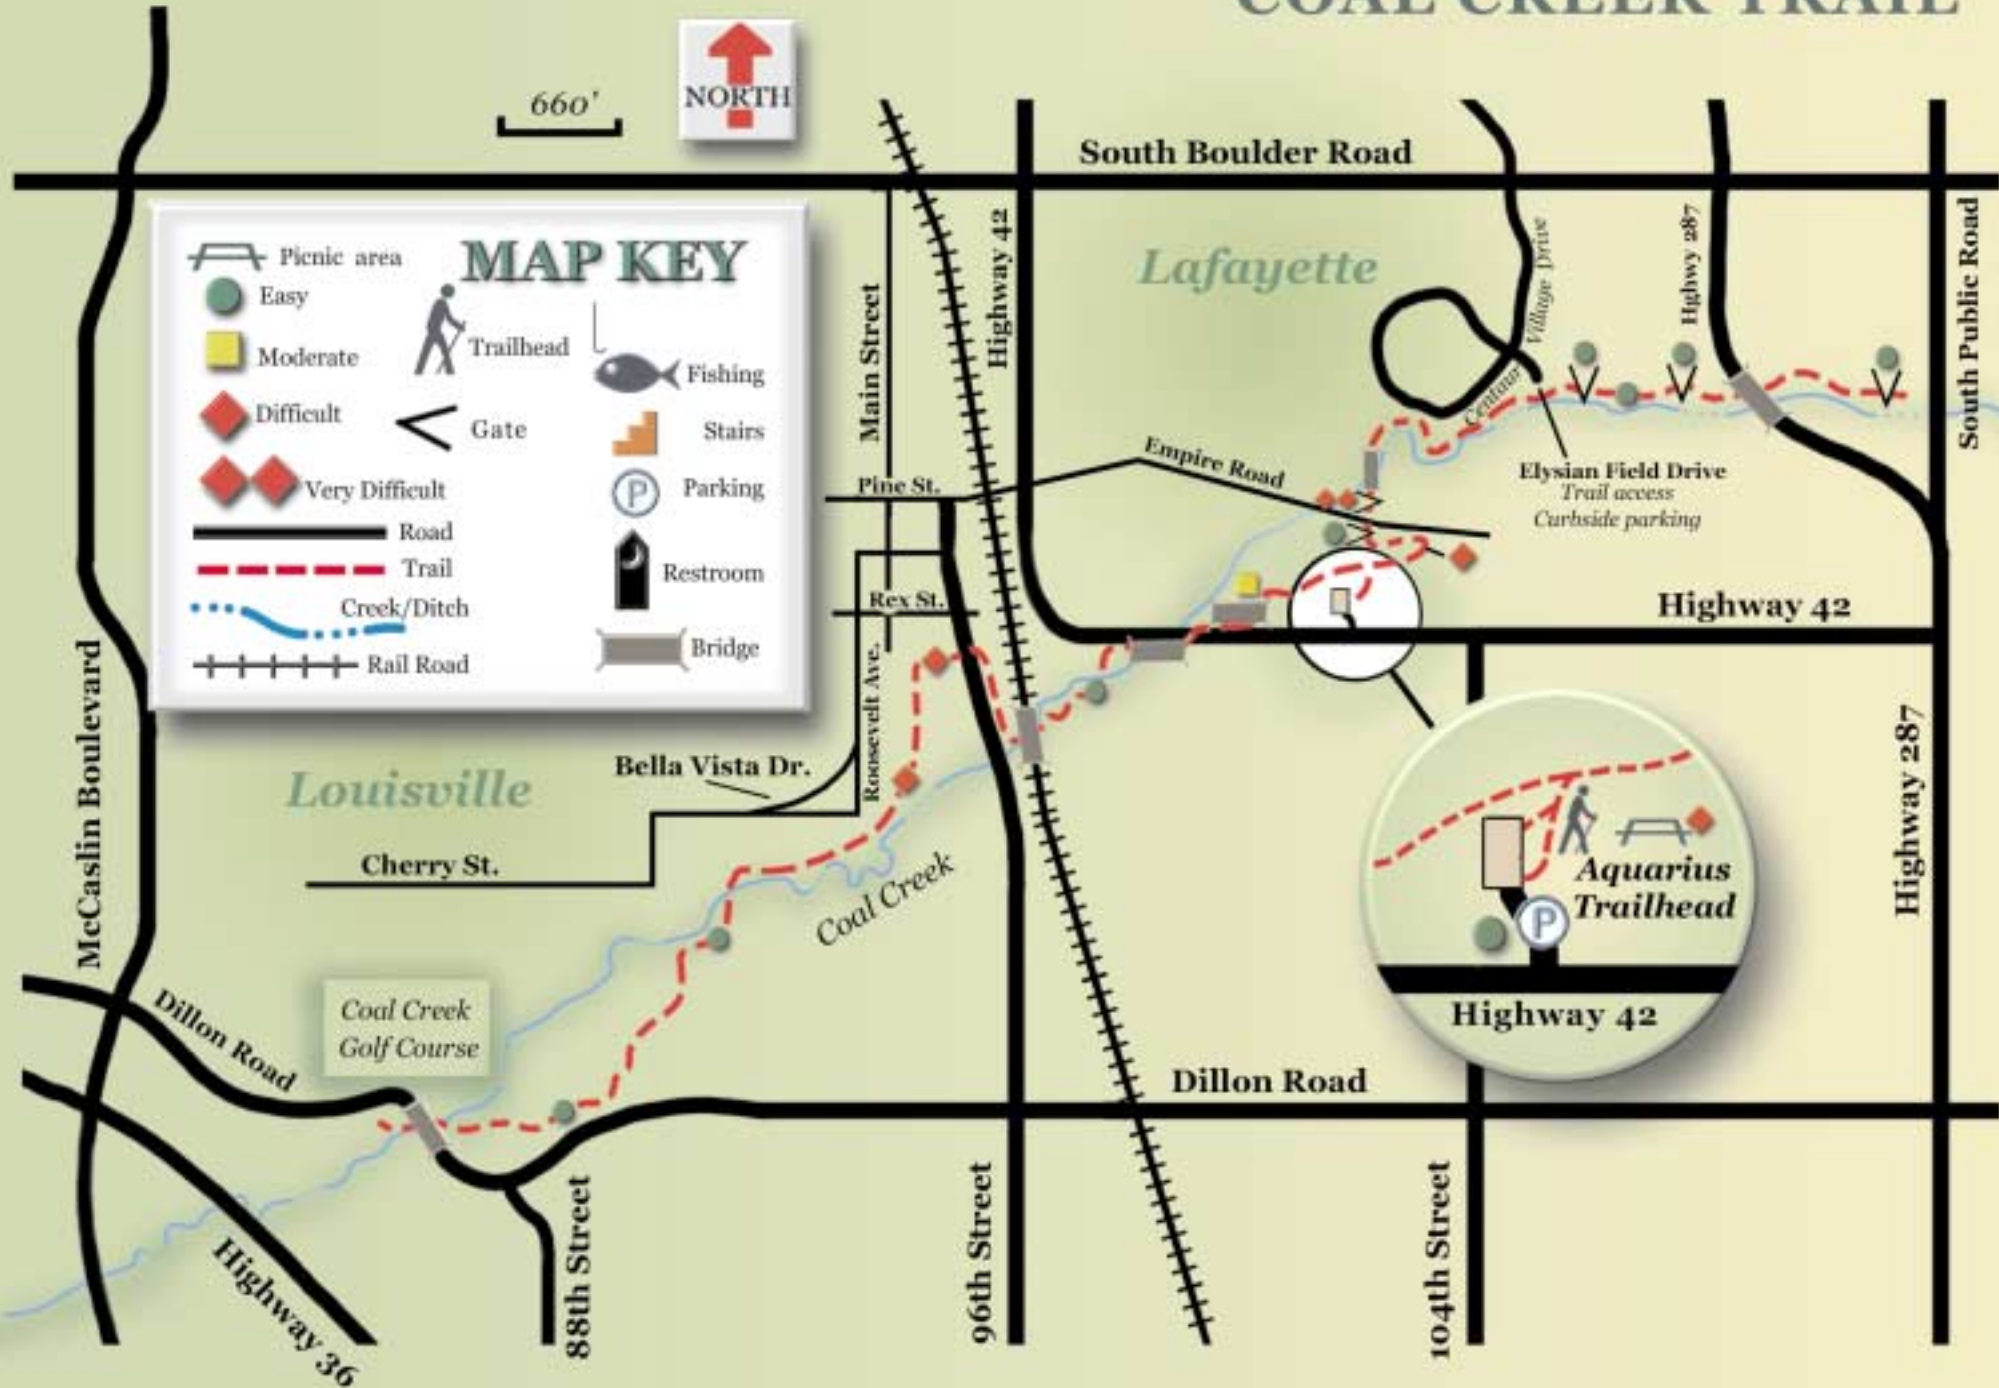 COAL CREEK TRAIL
660'
NORTH
South Boulder Road
MAP KEY
Picnic area
Easy
Moderate
Difficult
Very Difficult
Road
Trail
Creek/Ditch
Rail Road
Trailhead
Gate
Fishing
Stairs
P
Parking
Restroom
Bridge
Main Street
Highway 42
Lafayette
Village Drive
Hghwy 287
South Public Road
Centaur
Empire Road
Elysian Field Drive
Trail access
Curbside parking
Pine St.
Rex St.
Highway 42
Roosevelt Ave.
McCaslin Boulevard
Louisville
Bella Vista Dr.
Cherry St.
Coal Creek
Highway 287
Aquarius
Trailhead
P
Highway 42
Dillon Road
Coal Creek
Golf Course
Dillon Road
Highway 36
88th Street
96th Street
104th Street